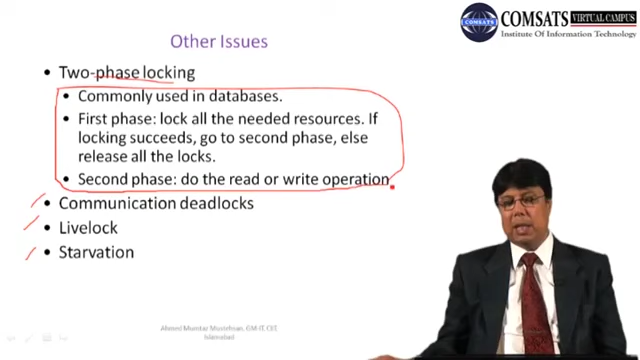 COMSATS VIRTUAL CAMPUS
Institute Of Information Technology
Other Issues
• Two-phase locking
• Commonly used in databases.
• First phase: lock all the needed resources. If
locking succeeds, go to second phase, else
release all the locks.
• Second phase: do the read or write operation
• Communication deadlocks
• Livelock
• Starvation
Islamabad